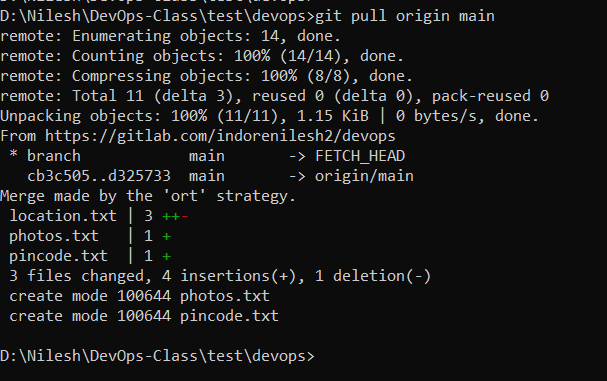 D:\Nilesh\DevOps-Class\test\devops>git pull origin main
remote: Enumerating objects: 14, done.
remote: Counting objects: 100% (14/14), done.
remote: Compressing objects: 100% (8/8), done.
remote: Total 11 (delta 3), reused 0 (delta 0), pack-reused 0
Unpacking objects: 100% (11/11), 1.15 KiB | 0 bytes/s, done.
From https://gitlab.com/indorenilesh2/devops
 * branch            main       -> FETCH_HEAD
   cb3c505..d325733  main       -> origin/main
Merge made by the 'ort' strategy.
 location.txt | 3 ++-
 photos.txt   | 1 +
 pincode.txt  | 1 +
 3 files changed, 4 insertions(+), 1 deletion(-)
 create mode 100644 photos.txt
 create mode 100644 pincode.txt
D:\Nilesh\DevOps-Class\test\devops>